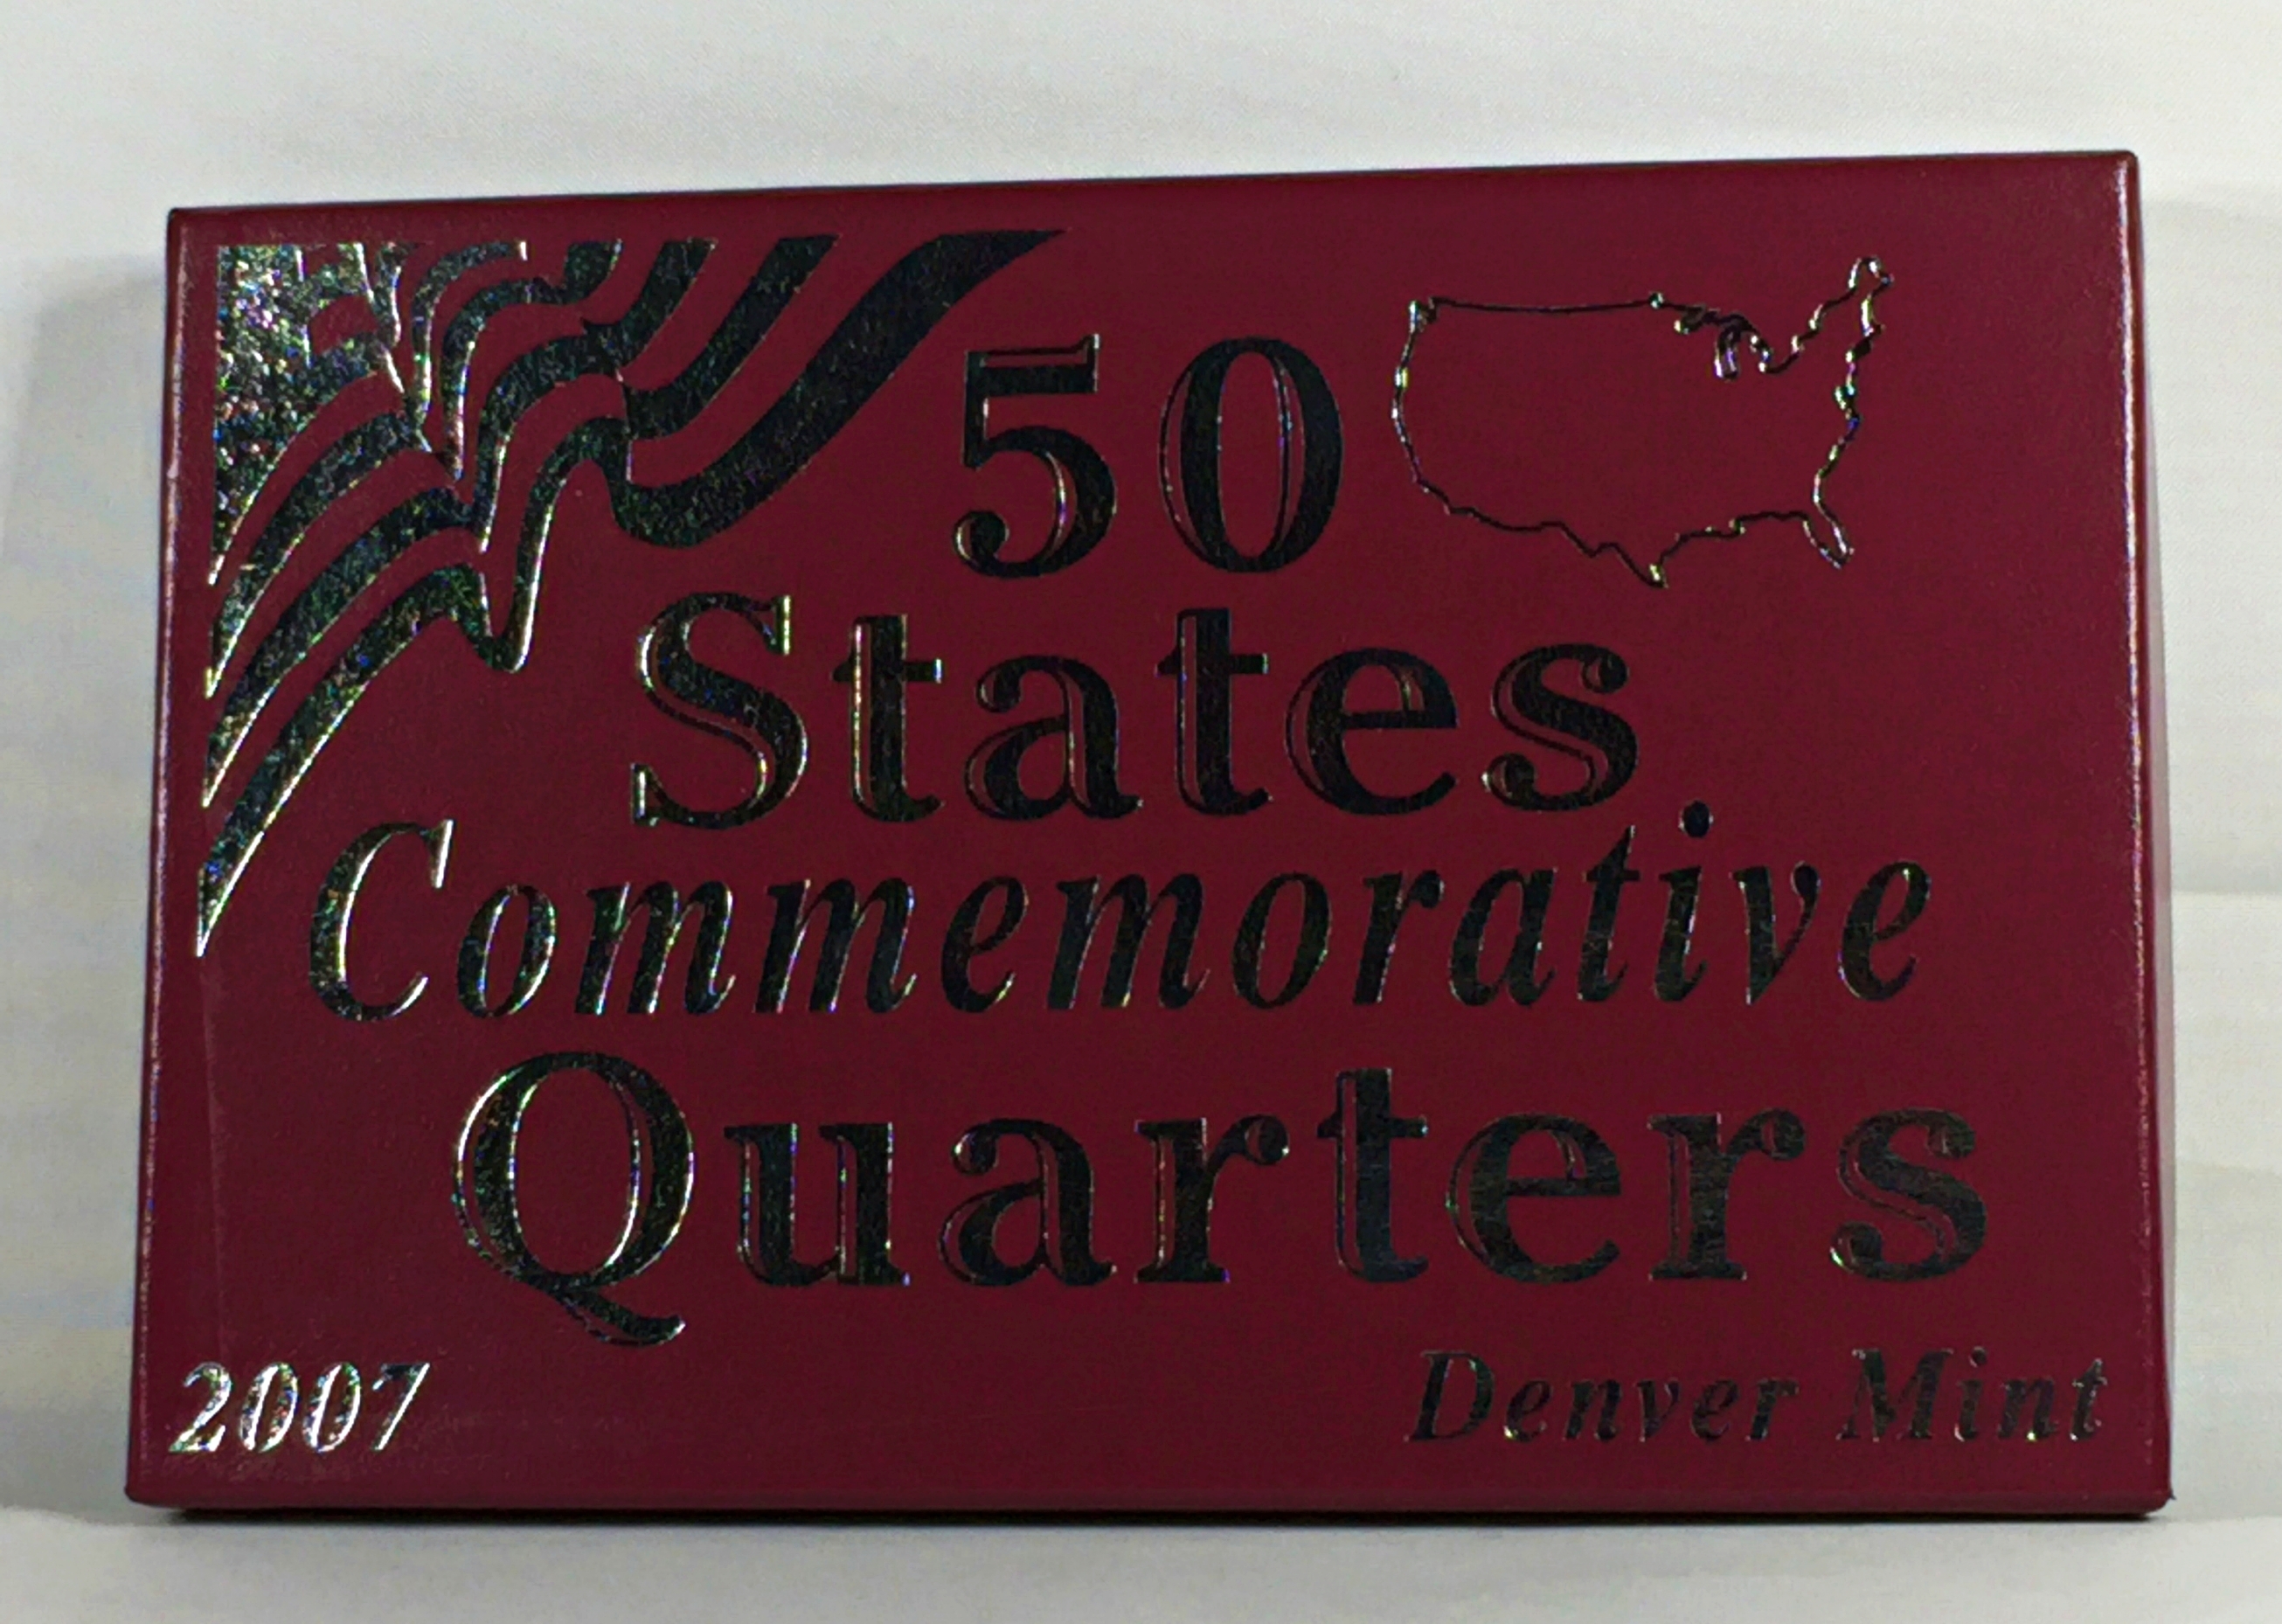 50
States
Commemorative
Quarters
2007
Denver Mint